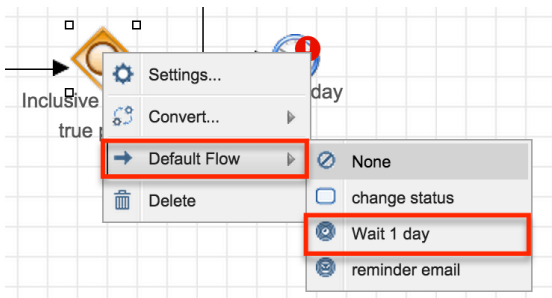 Settings...
Inclusive
day
Convert...
true
Default Flow
None
Delete
change status
Wait 1 day
reminder email